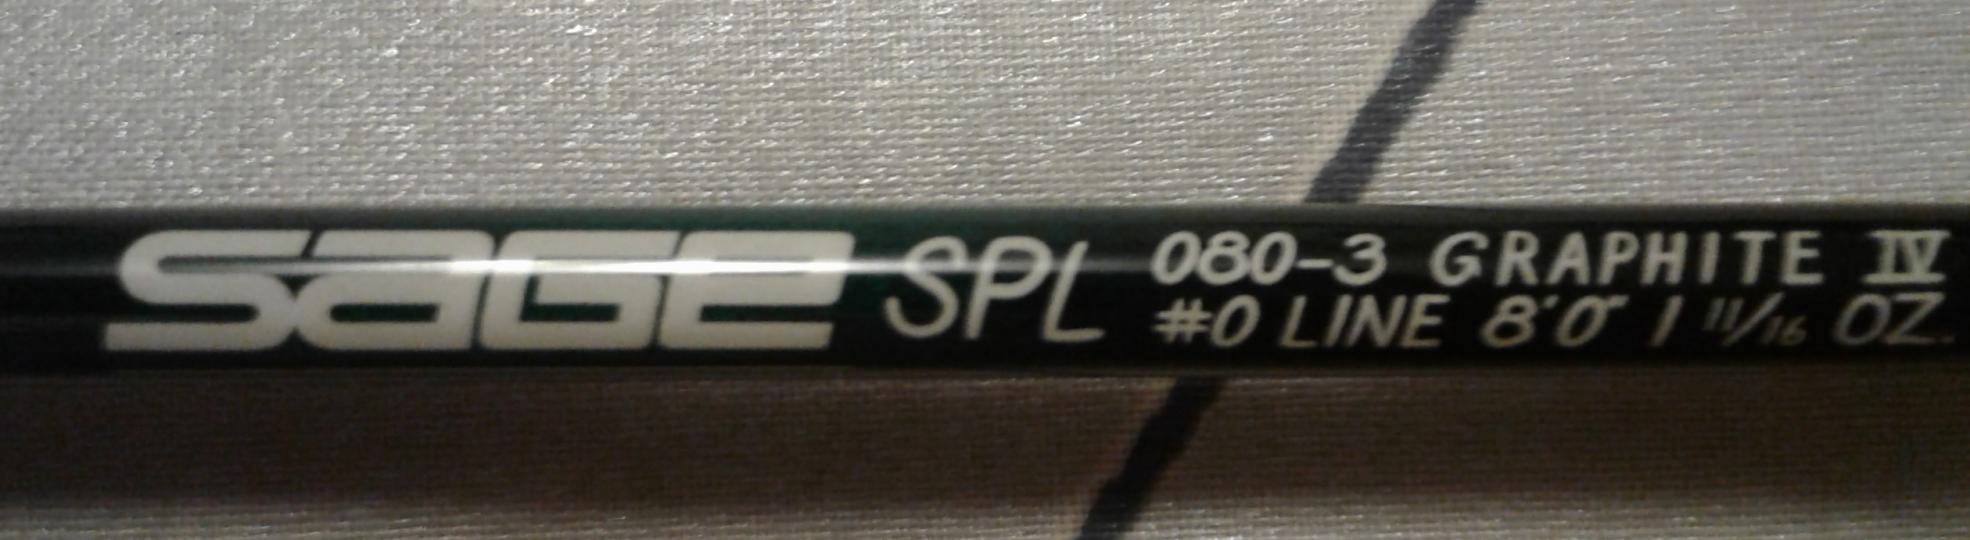 SAGE SPL 080-3 GRAPHITE IV
#0 LINE 8'0" 1 11/16 OZ.